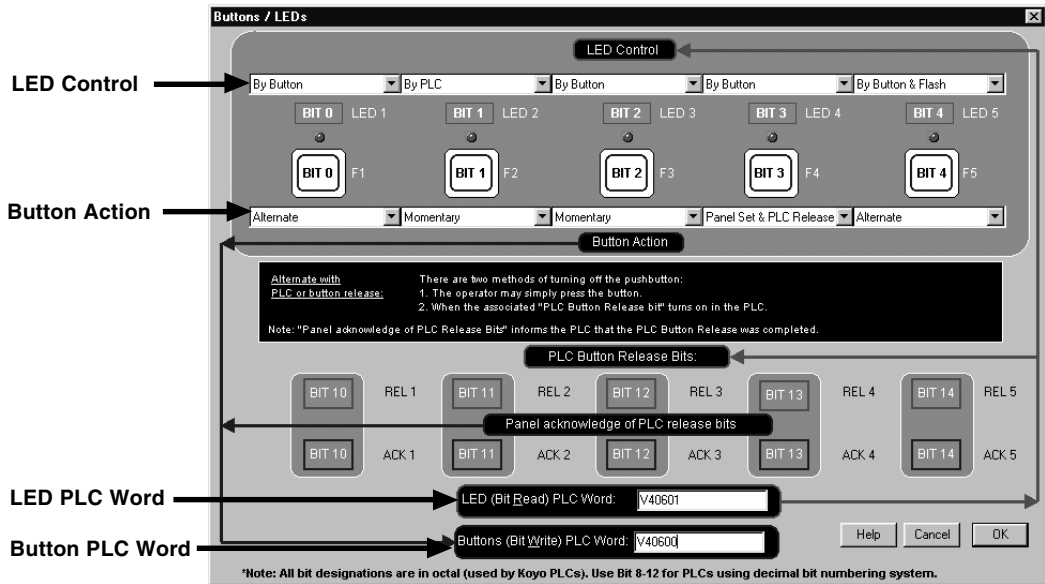 Buttons / LEDs
LED Control
LED Control
By Button By PLC By Button By Button By Button & Flash
BIT 0 LED 1 BIT 1 LED 2 BIT 2 LED 3 BIT 3 LED 4 BIT 4 LED 5
BIT 0 F1 BIT 1 F2 BIT 2 F3 BIT 3 F4 BIT 4 F5
Button Action
Alternate Momentary Momentary Panel Set & PLC Release Alternate
Button Action
Alternate with There are two methods of turning off the pushbutton:
PLC or button release: 1. The operator may simply press the button.
2. When the associated "PLC Button Release bit" turns on in the PLC.
Note: "Panel acknowledge of PLC Release Bits" informs the PLC that the PLC Button Release was completed.
PLC Button Release Bits:
BIT 10 REL 1 BIT 11 REL 2 BIT 12 REL 3 BIT 13 REL 4 BIT 14 REL 5
Panel acknowledge of PLC release bits
BIT 10 ACK 1 BIT 11 ACK 2 BIT 12 ACK 3 BIT 13 ACK 4 BIT 14 ACK 5
LED PLC Word
LED (Bit Read) PLC Word: V40601
Button PLC Word
Buttons (Bit Write) PLC Word: V40600
Help Cancel OK
*Note: All bit designations are in octal (used by Koyo PLCs). Use Bit 8-12 for PLCs using decimal bit numbering system.